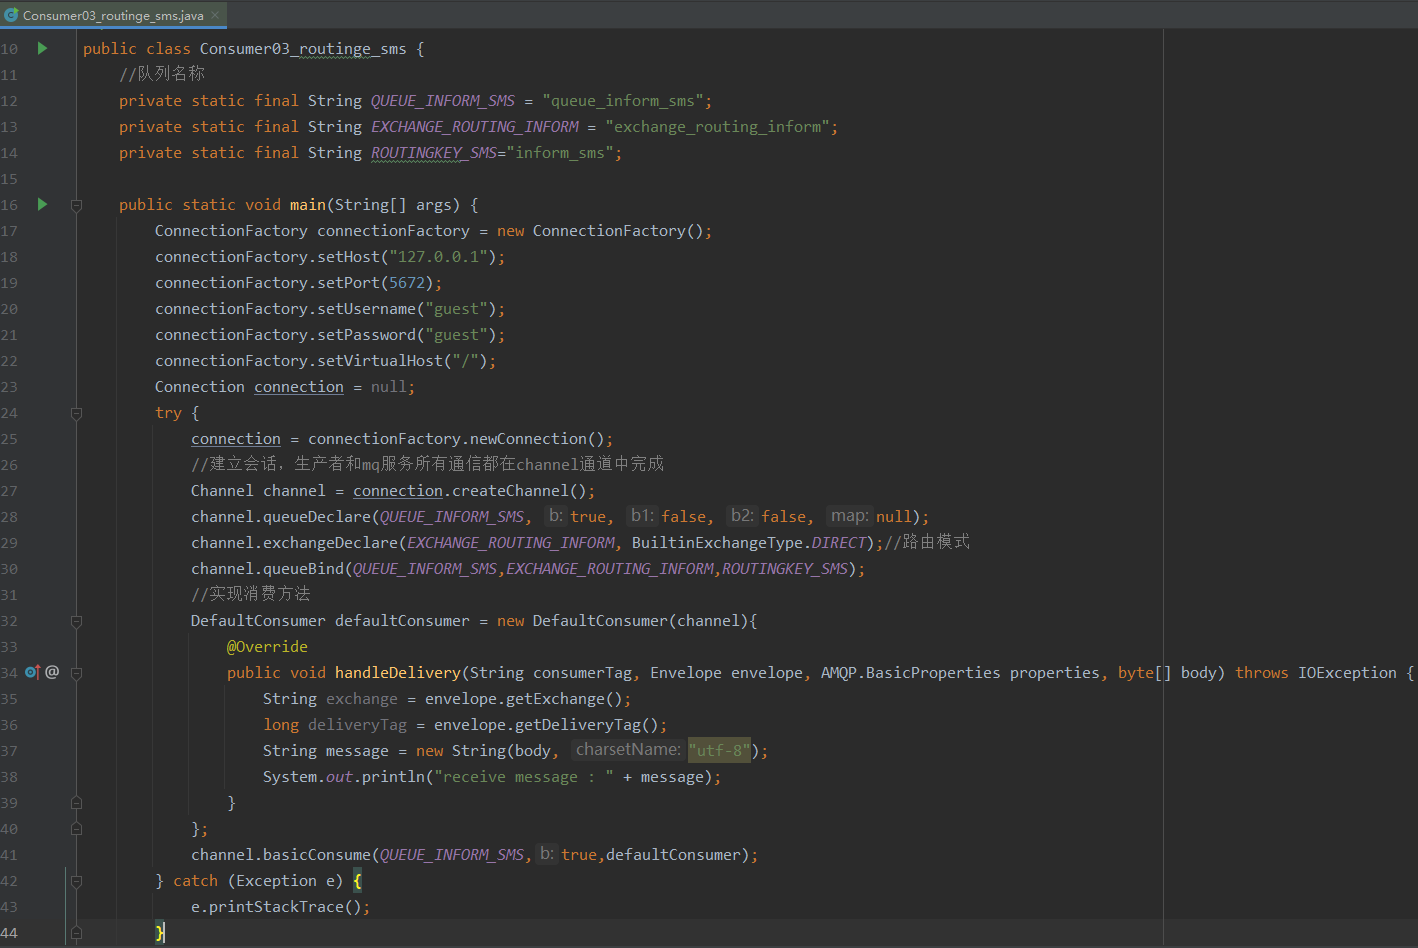 Consumer03_routinge_sms.java
10 public class Consumer03_routinge_sms {
11 //队列名称
12 private static final String QUEUE_INFORM_SMS = "queue_inform_sms";
13 private static final String EXCHANGE_ROUTING_INFORM = "exchange_routing_inform";
14 private static final String ROUTINGKEY_SMS="inform_sms";
15
16 public static void main(String[] args) {
17 ConnectionFactory connectionFactory = new ConnectionFactory();
18 connectionFactory.setHost("127.0.0.1");
19 connectionFactory.setPort(5672);
20 connectionFactory.setUsername("guest");
21 connectionFactory.setPassword("guest");
22 connectionFactory.setVirtualHost("/");
23 Connection connection = null;
24 try {
25 connection = connectionFactory.newConnection();
26 //建立会话，生产者和mq服务所有通信都在channel通道中完成
27 Channel channel = connection.createChannel();
28 channel.queueDeclare(QUEUE_INFORM_SMS, b: true, b1: false, b2: false, map: null);
29 channel.exchangeDeclare(EXCHANGE_ROUTING_INFORM, BuiltinExchangeType.DIRECT);//路由模式
30 channel.queueBind(QUEUE_INFORM_SMS,EXCHANGE_ROUTING_INFORM,ROUTINGKEY_SMS);
31 //实现消费方法
32 DefaultConsumer defaultConsumer = new DefaultConsumer(channel){
33 @Override
34 @ public void handleDelivery(String consumerTag, Envelope envelope, AMQP.BasicProperties properties, byte[] body) throws IOException {
35 String exchange = envelope.getExchange();
36 long deliveryTag = envelope.getDeliveryTag();
37 String message = new String(body, charsetName: "utf-8");
38 System.out.println("receive message : " + message);
39 }
40 };
41 channel.basicConsume(QUEUE_INFORM_SMS, b: true,defaultConsumer);
42 } catch (Exception e) {
43 e.printStackTrace();
44 }